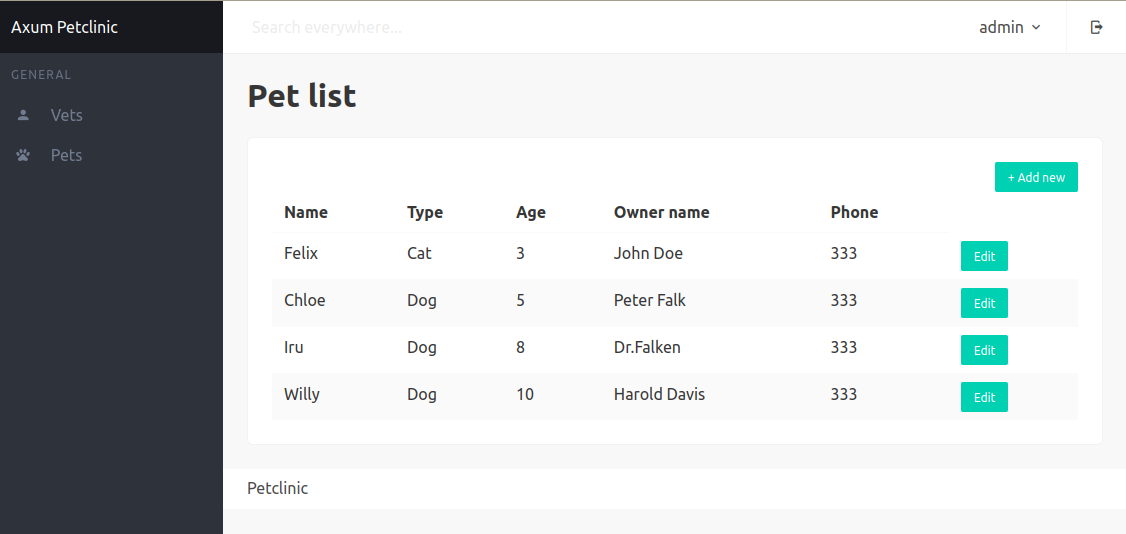 Axum Petclinic
Search everywhere...
admin
GENERAL
Vets
Pets
Pet list
+ Add new
Name Type Age Owner name Phone
Felix Cat 3 John Doe 333 Edit
Chloe Dog 5 Peter Falk 333 Edit
Iru Dog 8 Dr.Falken 333 Edit
Willy Dog 10 Harold Davis 333 Edit
Petclinic